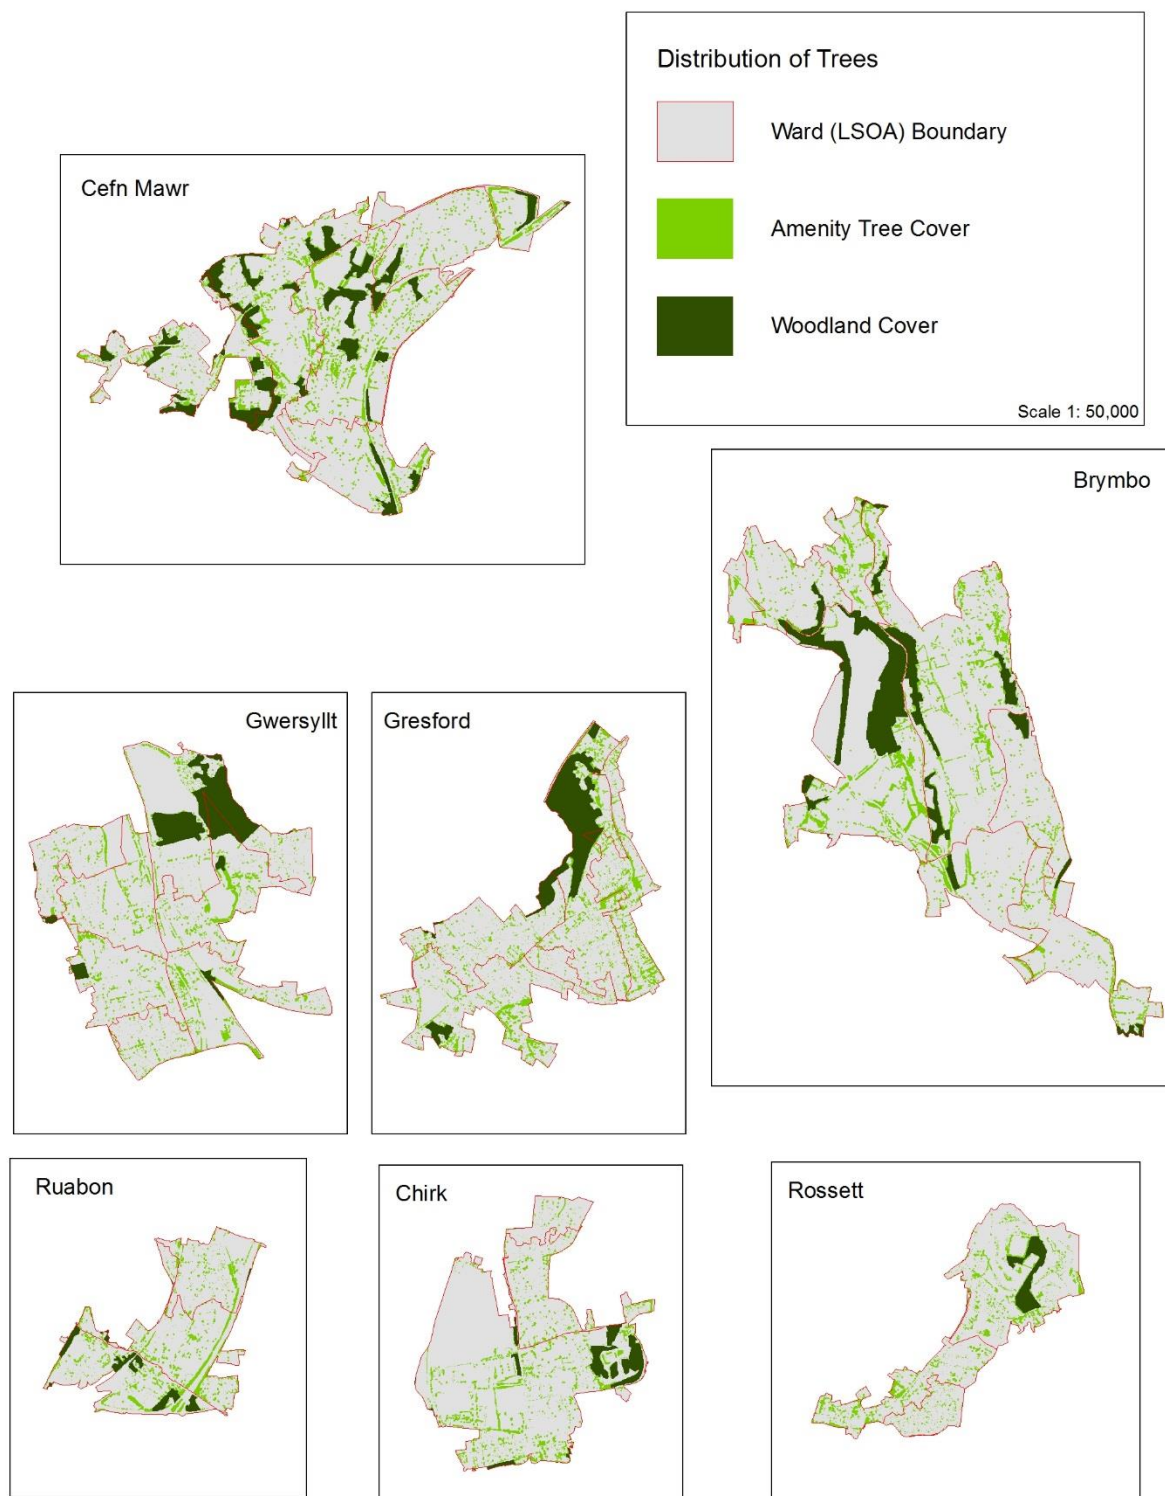 Distribution of Trees
Ward (LSOA) Boundary
Amenity Tree Cover
Woodland Cover
Scale 1: 50,000
Cefn Mawr
Brymbo
Gwersyllt
Gresford
Ruabon
Chirk
Rossett